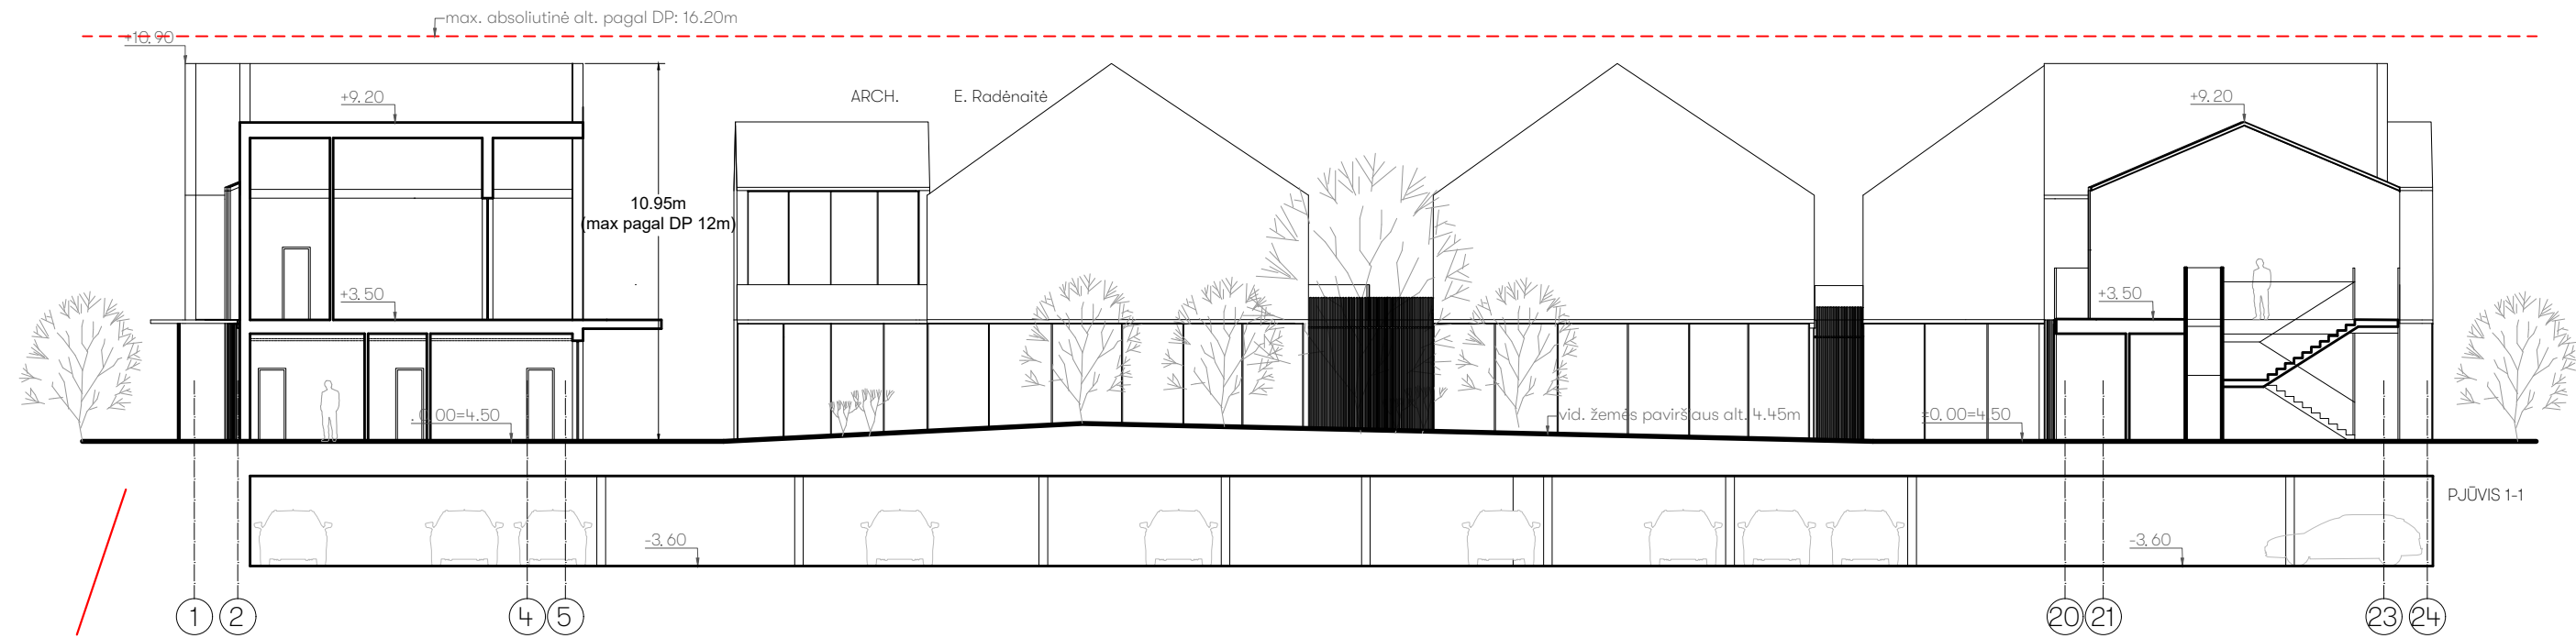 max. absoliutinė alt. pagal DP: 16.20m
+10.90
ARCH. E. Radėnaitė
+9.20
+9.20
10.95m
(max pagal DP 12m)
+3.50
+3.50
0,00=4.50
vid. žemės paviršiaus alt. 4.45m
±0,00=4.50
PJŪVIS 1-1
-3,60
-3,60
1 2 4 5 20 21 23 24